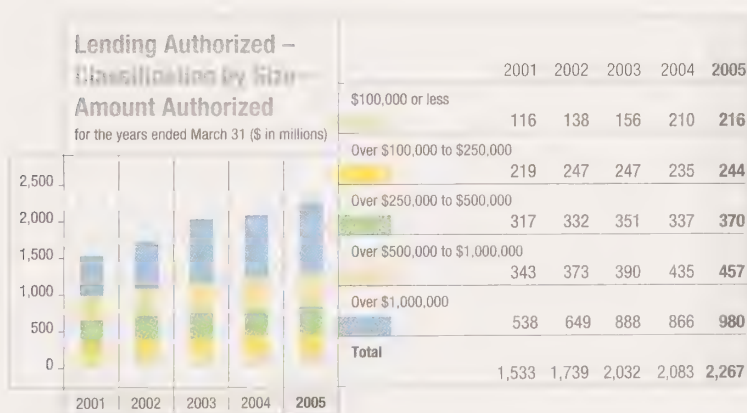 Lending Authorized –
Classification by Size –
Amount Authorized
for the years ended March 31 ($ in millions)
2,500
2,000
1,500
1,000
500
0
2001 2002 2003 2004 2005
2001 2002 2003 2004 2005
$100,000 or less
116 138 156 210 216
Over $100,000 to $250,000
219 247 247 235 244
Over $250,000 to $500,000
317 332 351 337 370
Over $500,000 to $1,000,000
343 373 390 435 457
Over $1,000,000
538 649 888 866 980
Total
1,533 1,739 2,032 2,083 2,267